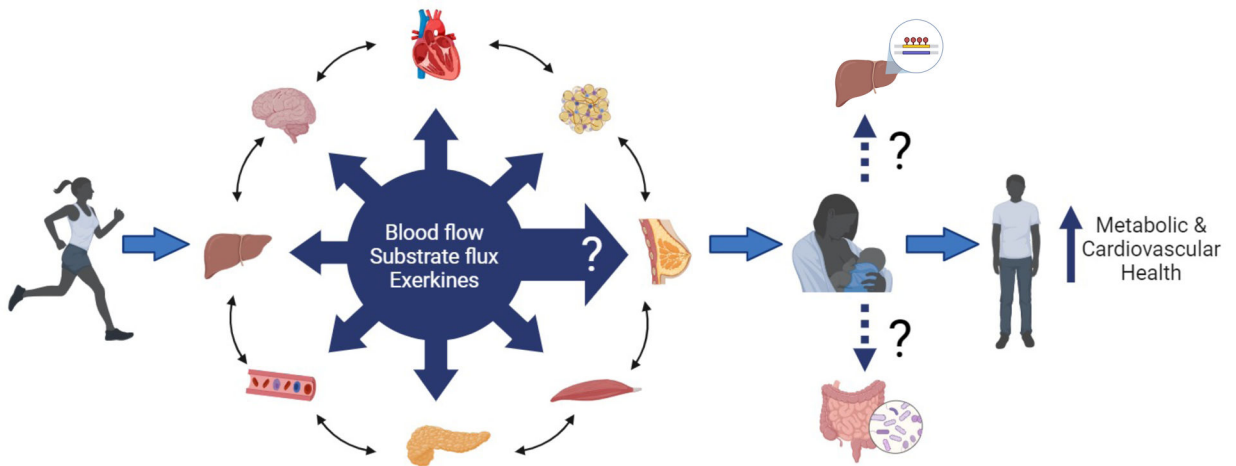 Blood flow
Substrate flux
Exerkines
?
?
?
Metabolic &
Cardiovascular
Health